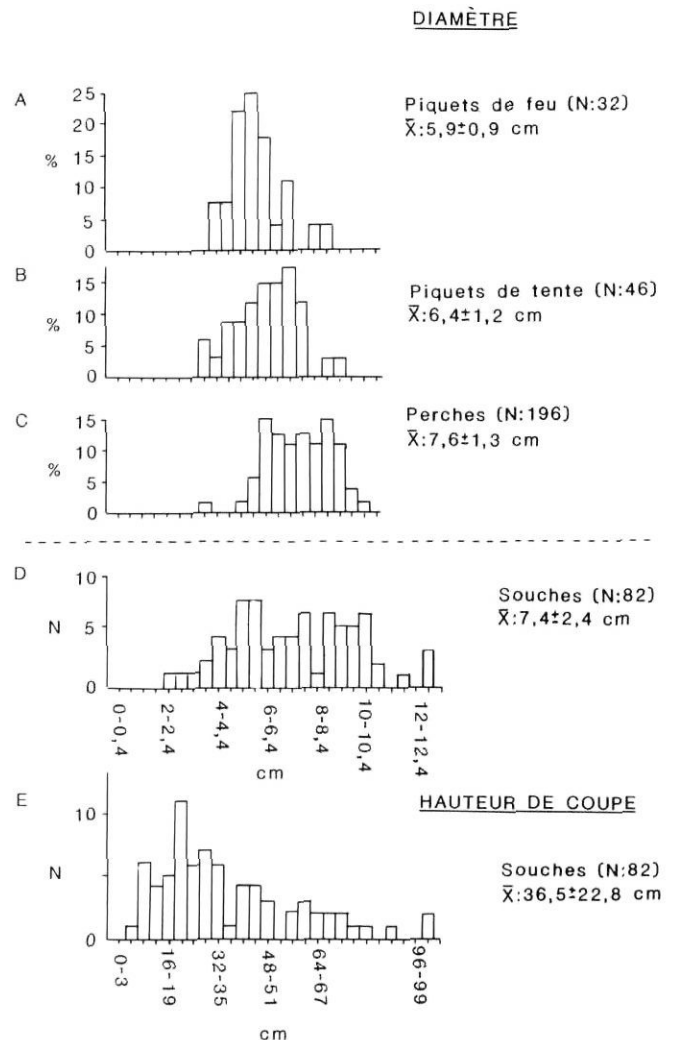 DIAMÈTRE
A
25
20
15
10
5
0
%
Piquets de feu (N:32)
X̄:5,9±0,9 cm
B
15
10
5
0
%
Piquets de tente (N:46)
X̄:6,4±1,2 cm
C
15
10
5
0
%
Perches (N:196)
X̄:7,6±1,3 cm
D
10
5
0
N
Souches (N:82)
X̄:7,4±2,4 cm
0-0,4
2-2,4
4-4,4
6-6,4
8-8,4
10-10,4
12-12,4
cm
E
HAUTEUR DE COUPE
10
5
0
N
Souches (N:82)
X̄:36,5±22,8 cm
0-3
16-19
32-35
48-51
64-67
96-99
cm